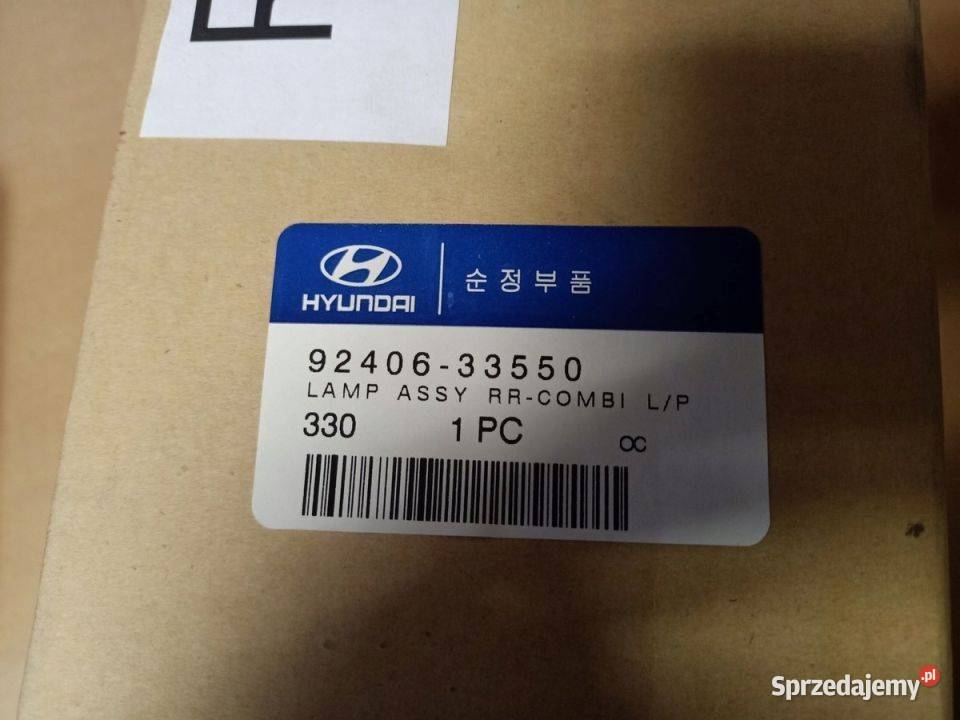 R
HYUNDAI
순정부품
92406-33550
LAMP ASSY RR-COMBI L/P
330 1 PC
Sprzedajemy.pl